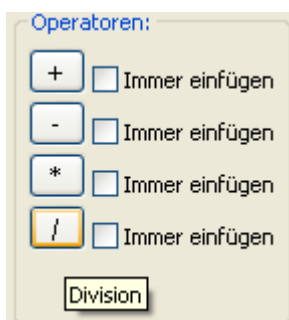 Operatoren:
+ Immer einfügen
- Immer einfügen
* Immer einfügen
/ Immer einfügen
Division